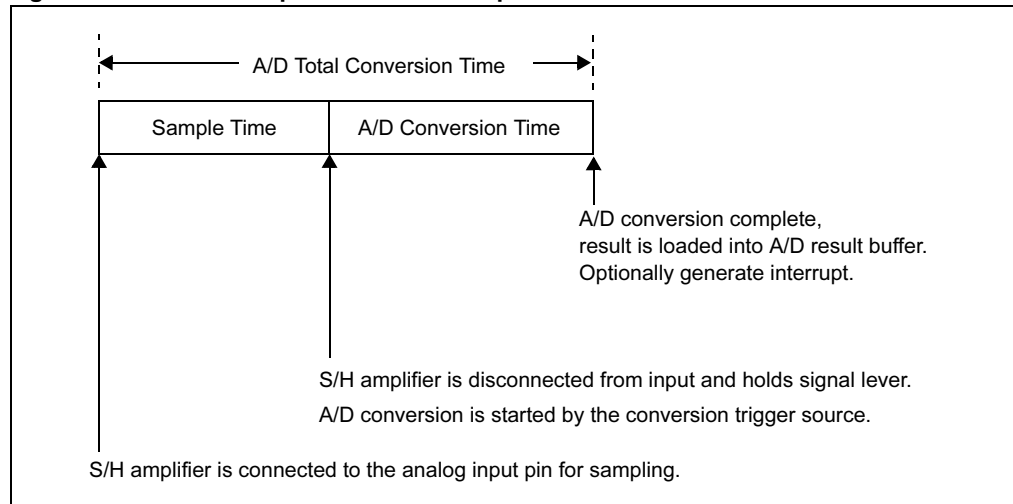 A/D Total Conversion Time
Sample Time
A/D Conversion Time
A/D conversion complete,
result is loaded into A/D result buffer.
Optionally generate interrupt.
S/H amplifier is disconnected from input and holds signal lever.
A/D conversion is started by the conversion trigger source.
S/H amplifier is connected to the analog input pin for sampling.